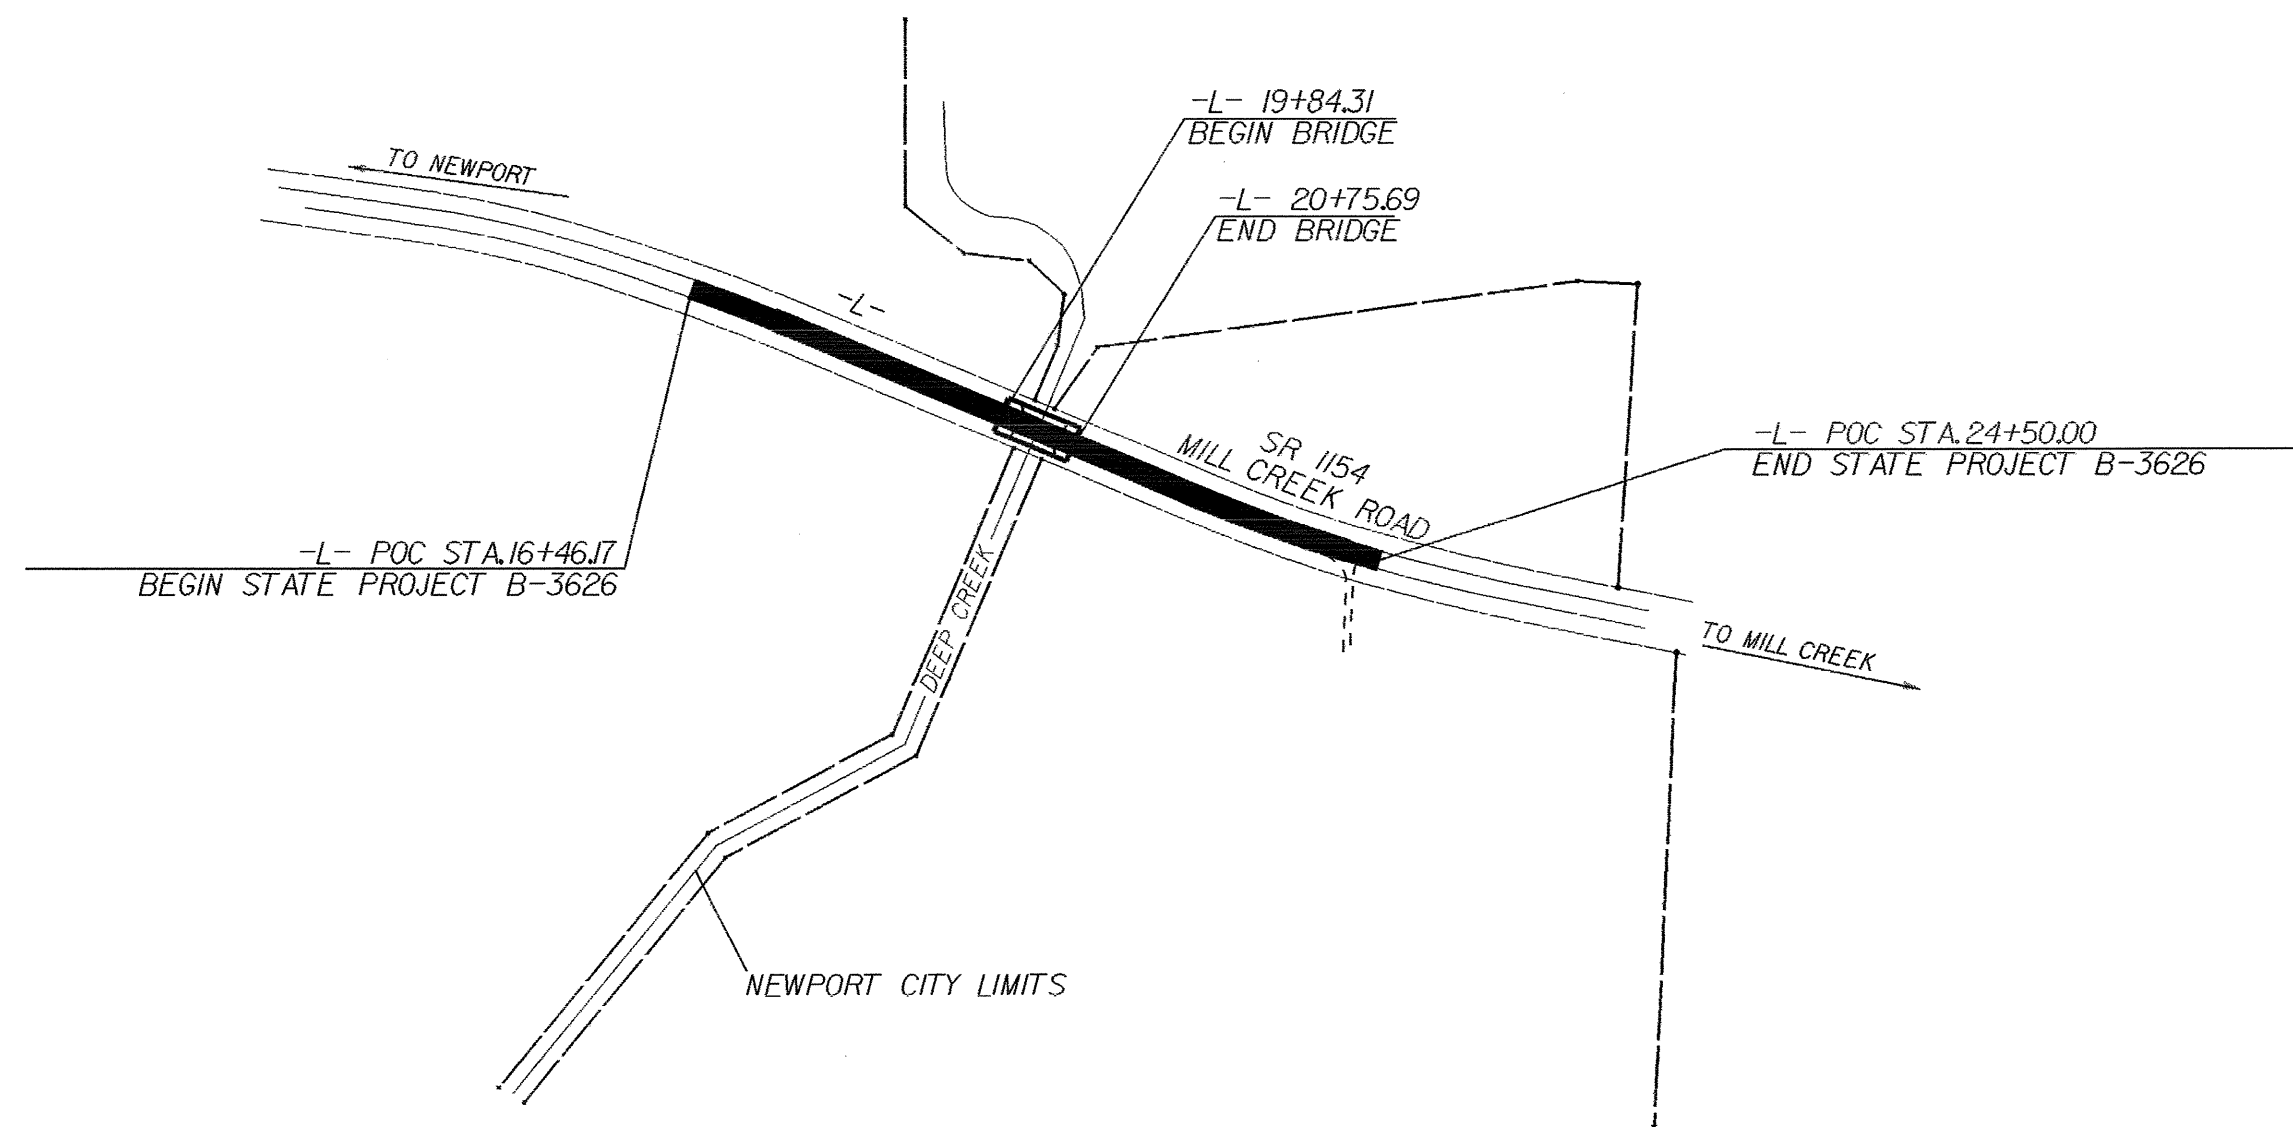 -L- 19+84.31
BEGIN BRIDGE
TO NEWPORT
-L- 20+75.69
END BRIDGE
-L-
SR 1154
MILL CREEK ROAD
-L- POC STA. 24+50.00
END STATE PROJECT B-3626
-L- POC STA. 16+46.17
BEGIN STATE PROJECT B-3626
DEEP CREEK
TO MILL CREEK
NEWPORT CITY LIMITS